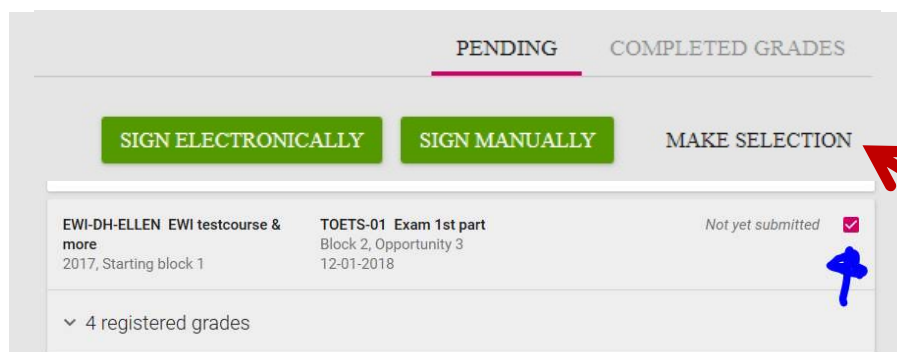 PENDING COMPLETED GRADES
SIGN ELECTRONICALLY SIGN MANUALLY MAKE SELECTION
EWI-DH-ELLEN EWI testcourse & more
2017, Starting block 1
TOETS-01 Exam 1st part
Block 2, Opportunity 3
12-01-2018
Not yet submitted
4 registered grades